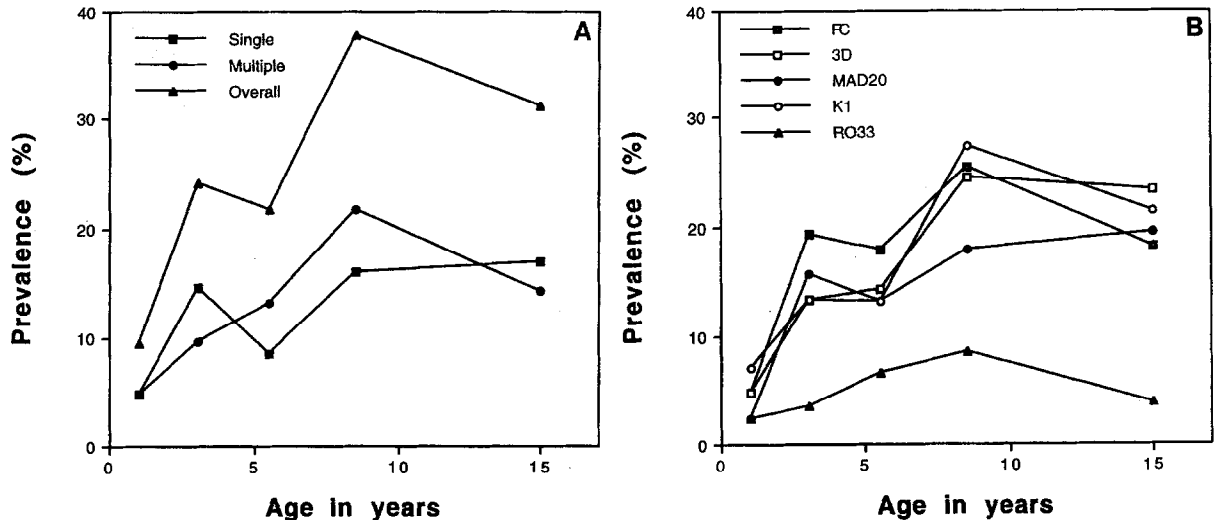 A
Single
Multiple
Overall
40
30
20
10
0
Prevalence (%)
0 5 10 15
Age in years
B
FC
3D
MAD20
K1
RO33
40
30
20
10
0
Prevalence (%)
0 5 10 15
Age in years